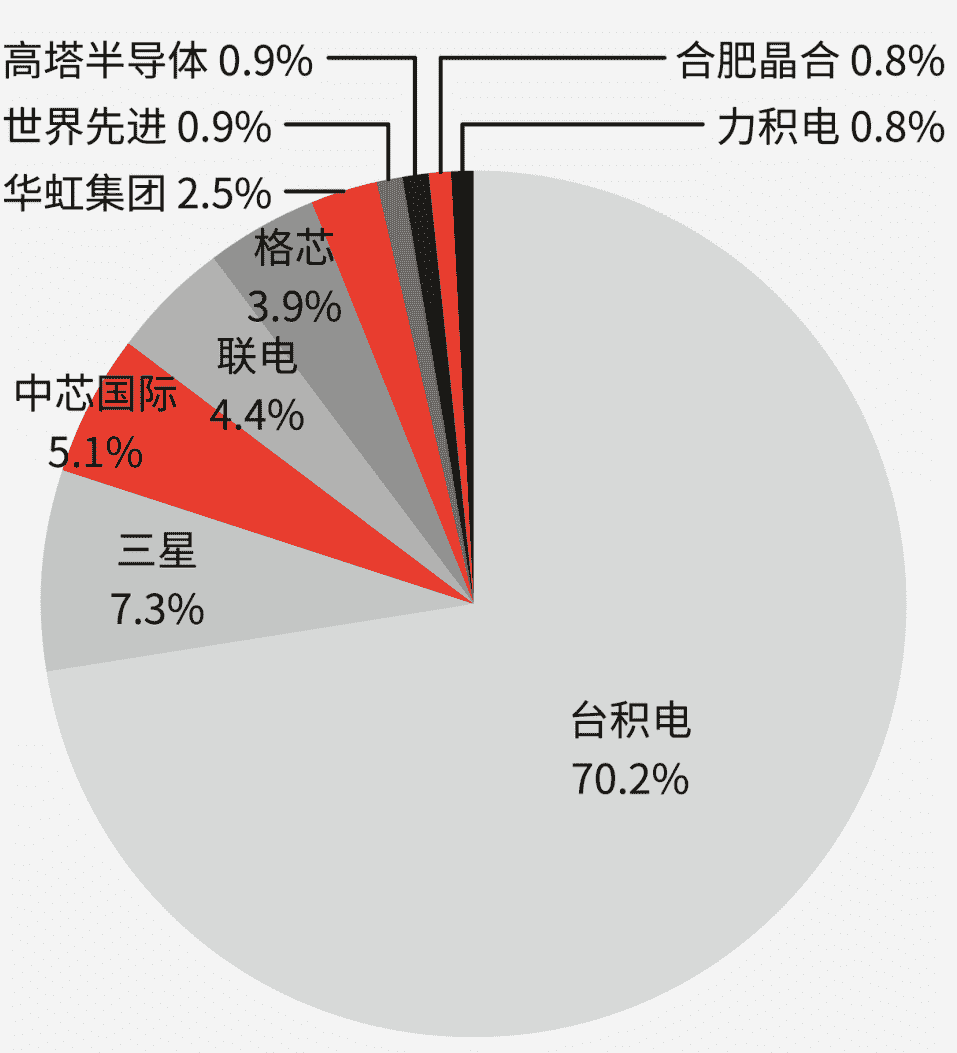 高塔半导体 0.9%
合肥晶合 0.8%
世界先进 0.9%
力积电 0.8%
华虹集团 2.5%
格芯
3.9%
联电
4.4%
中芯国际
5.1%
三星
7.3%
台积电
70.2%